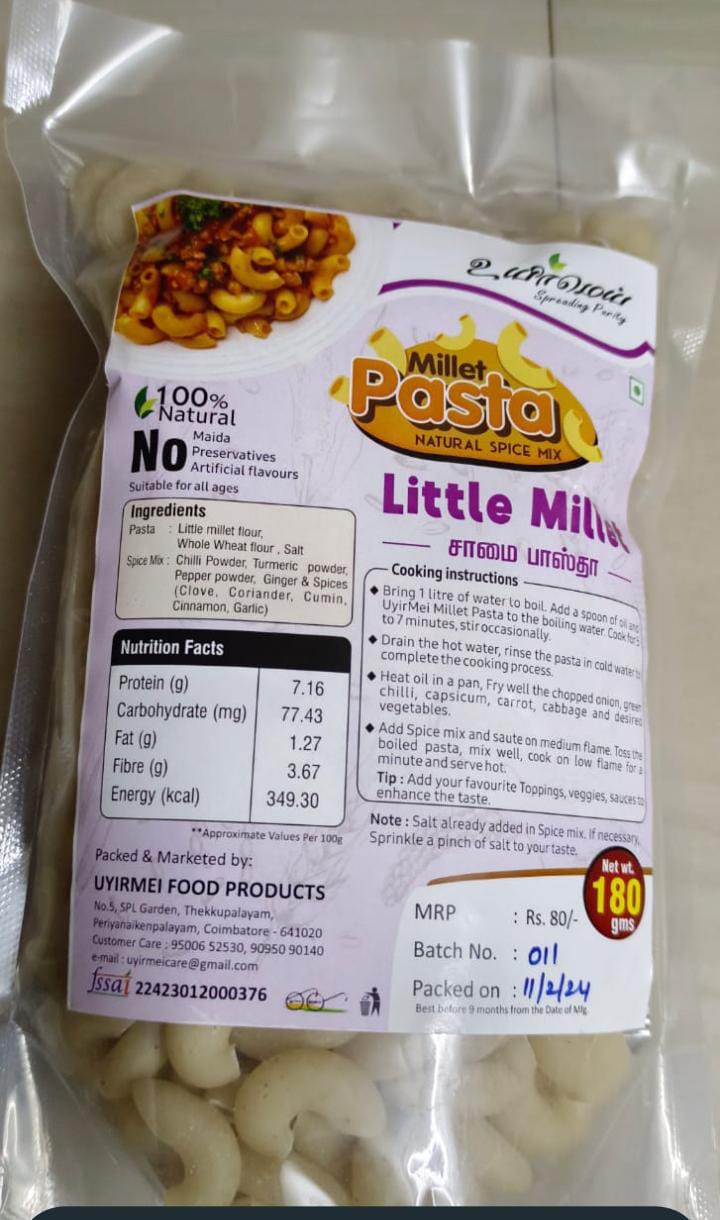 உயிர்மெய்
Spreading Purity
Millet
Pasta
NATURAL SPICE MIX
100%
Natural
No Maida
Preservatives
Artificial flavours
Suitable for all ages
Little Millet
சாமை பாஸ்தா
Ingredients
Pasta : Little millet flour,
Whole Wheat flour , Salt
Spice Mix : Chilli Powder, Turmeric powder,
Pepper powder, Ginger & Spices
(Clove, Coriander, Cumin,
Cinnamon, Garlic)
Nutrition Facts
Protein (g) 7.16
Carbohydrate (mg) 77.43
Fat (g) 1.27
Fibre (g) 3.67
Energy (kcal) 349.30
**Approximate Values Per 100g
Cooking instructions
Bring 1 litre of water to boil. Add a spoon of oil and
UyirMei Millet Pasta to the boiling water. Cook for 5
to 7 minutes, stir occasionally.
Drain the hot water, rinse the pasta in cold water to
complete the cooking process.
Heat oil in a pan, Fry well the chopped onion, green
chilli, capsicum, carrot, cabbage and desired
vegetables.
Add Spice mix and saute on medium flame. Toss the
boiled pasta, mix well, cook on low flame for a
minute and serve hot.
Tip : Add your favourite Toppings, veggies, sauces to
enhance the taste.
Note : Salt already added in Spice mix. If necessary,
Sprinkle a pinch of salt to your taste.
Packed & Marketed by:
UYIRMEI FOOD PRODUCTS
No.5, SPL Garden, Thekkupalayam,
Periyanaikenpalayam, Coimbatore - 641020
Customer Care : 95006 52530, 90950 90140
e-mail : uyirmeicare@gmail.com
fssai 22423012000376
Net wt.
180
gms
MRP : Rs. 80/-
Batch No. : 011
Packed on : 11/2/24
Best before 9 months from the Date of Mfg.